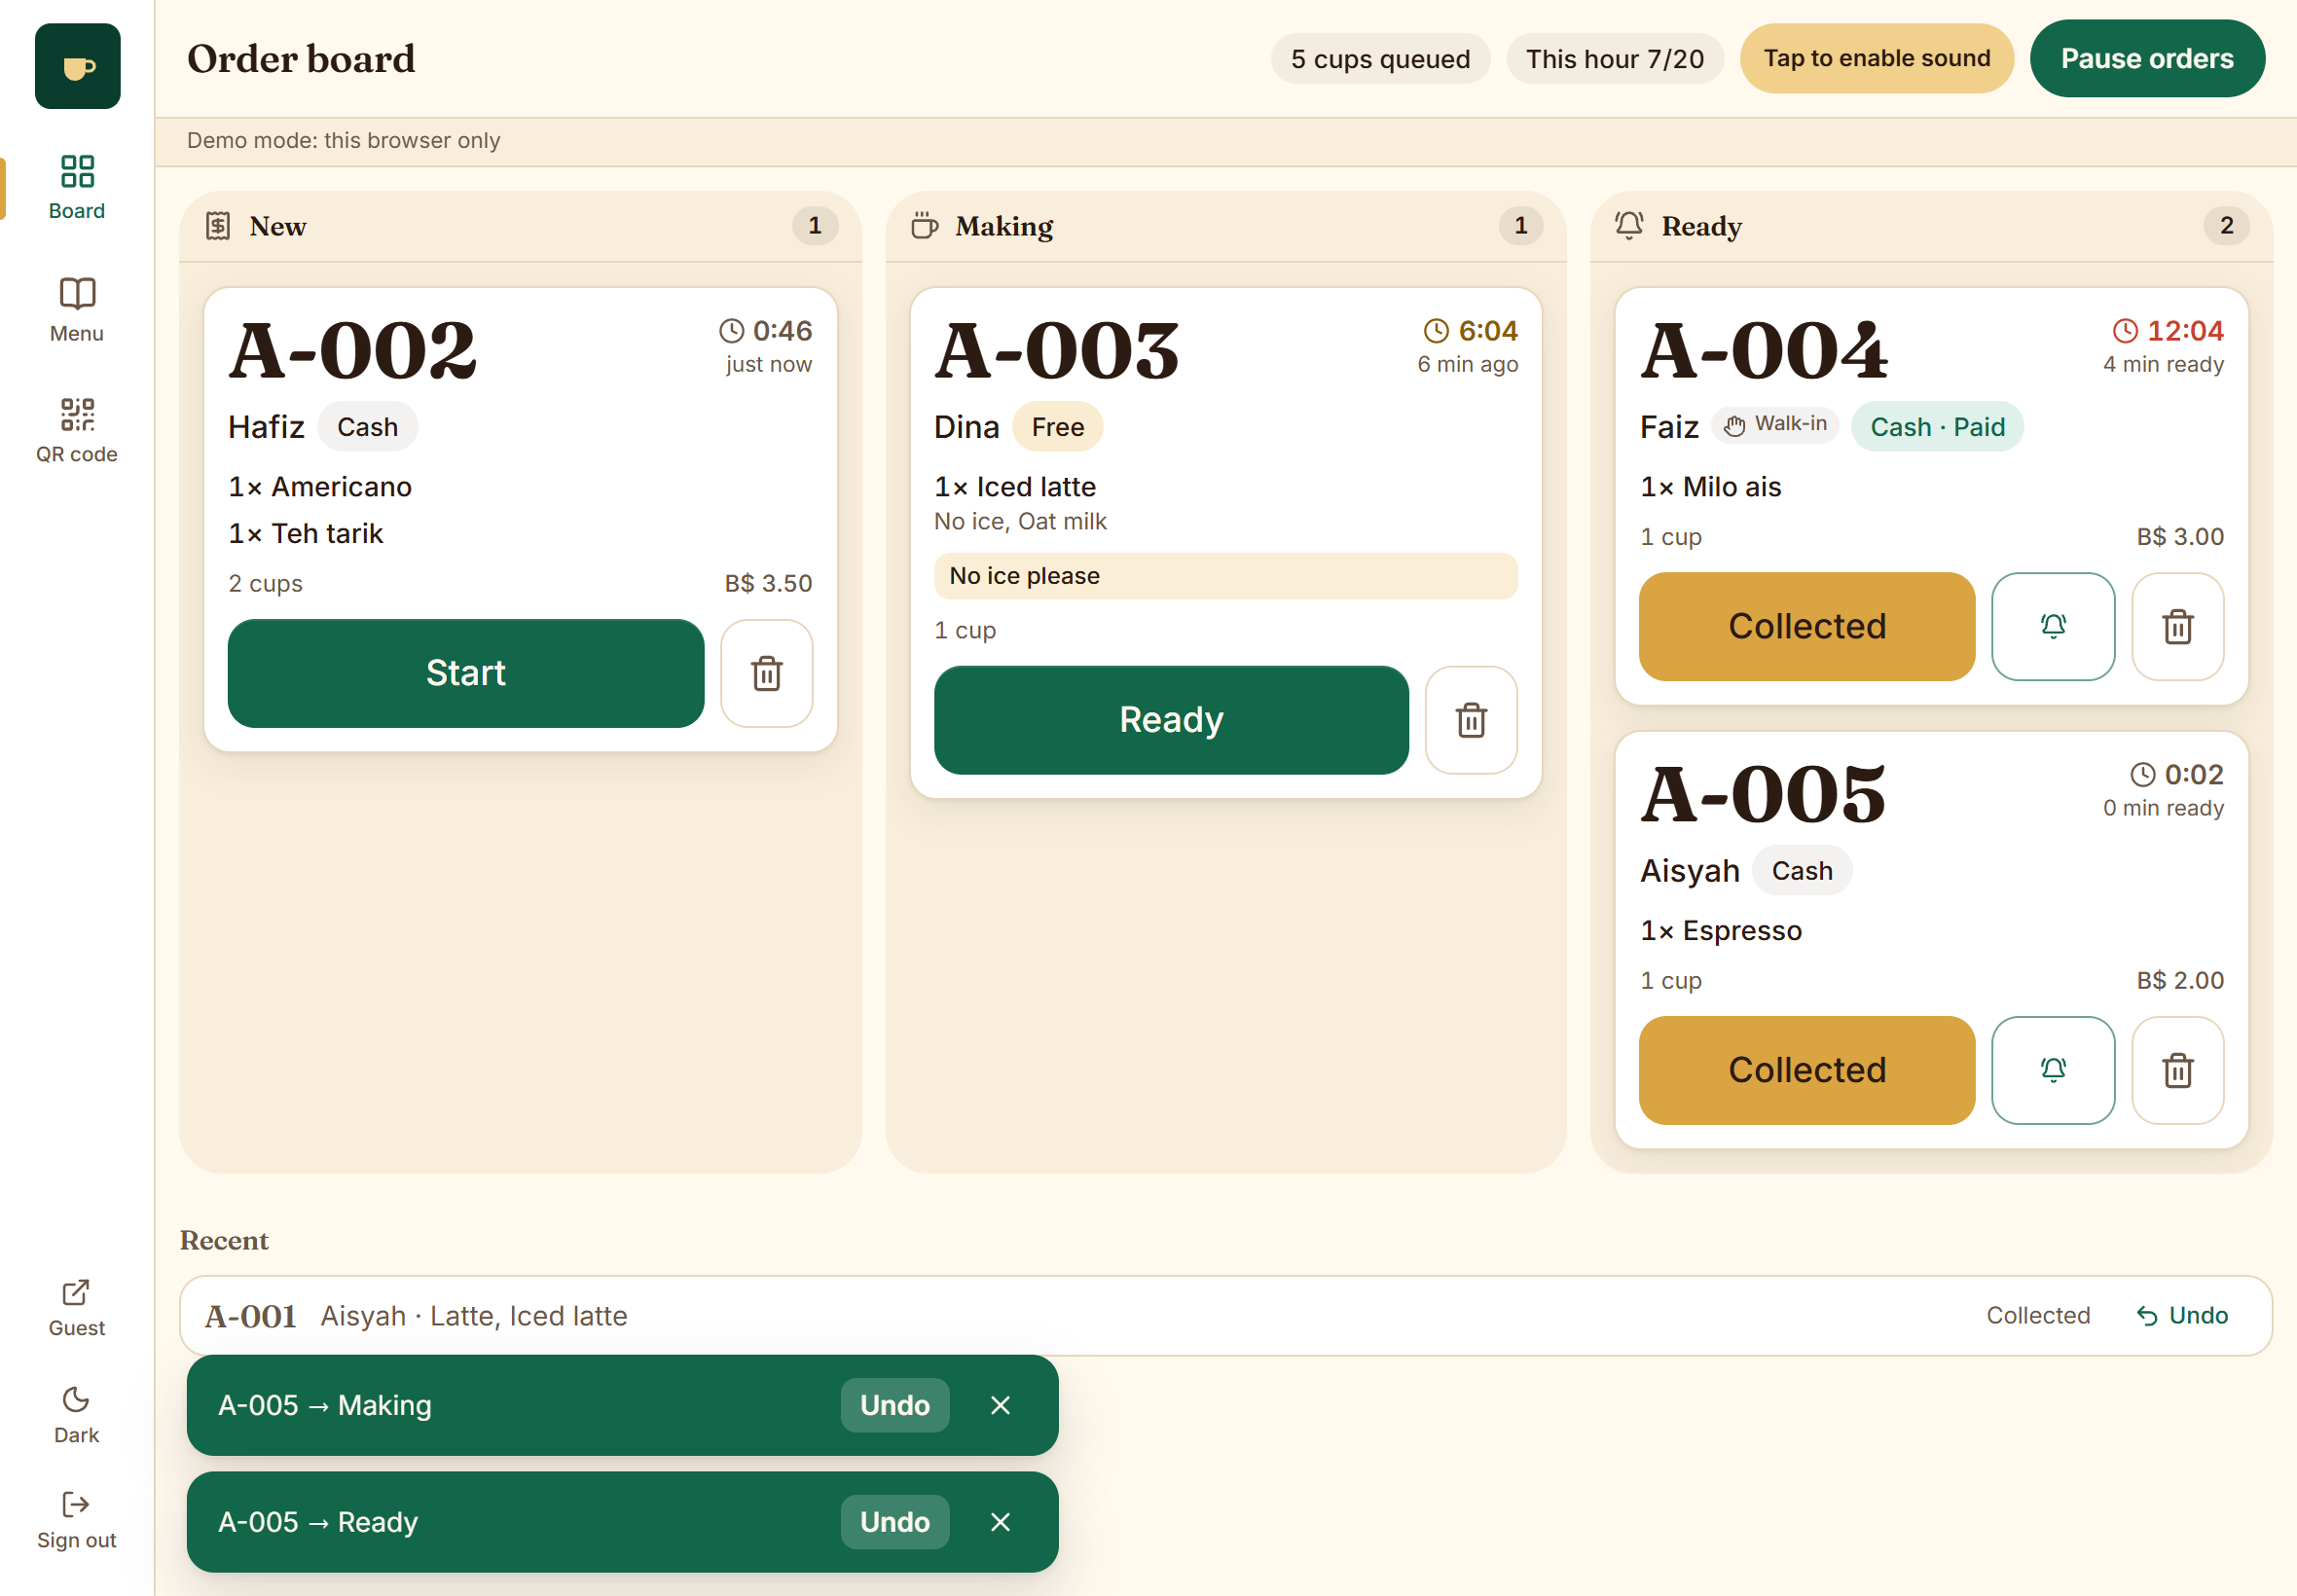 Order board
5 cups queued
This hour 7/20
Tap to enable sound
Pause orders
Demo mode: this browser only
Board
Menu
QR code
Guest
Dark
Sign out
New
1
A-002
0:46
just now
Hafiz
Cash
1× Americano
1× Teh tarik
2 cups
B$ 3.50
Start
Making
1
A-003
6:04
6 min ago
Dina
Free
1× Iced latte
No ice, Oat milk
No ice please
1 cup
Ready
Ready
2
A-004
12:04
4 min ready
Faiz
Walk-in
Cash · Paid
1× Milo ais
1 cup
B$ 3.00
Collected
A-005
0:02
0 min ready
Aisyah
Cash
1× Espresso
1 cup
B$ 2.00
Collected
Recent
A-001
Aisyah · Latte, Iced latte
Collected
Undo
A-005 → Making
Undo
A-005 → Ready
Undo